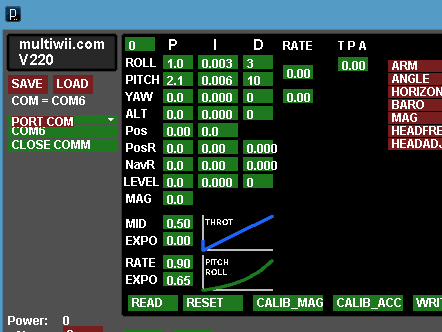 p
multiwii.com
V220
SAVE LOAD
COM = COM6
PORT COM
COM6
CLOSE COMM
0 P I D RATE T P A
ROLL 1.0 0.003 3 0.00 0.00
PITCH 2.1 0.006 10
YAW 0.0 0.000 0 0.00
ALT 0.0 0.000 0
Pos 0.00 0.0
PosR 0.0 0.00 0.000
NavR 0.0 0.00 0.000
LEVEL 0.0 0.000 0
MAG 0.0
ARM
ANGLE
HORIZON
BARO
MAG
HEADFRE
HEADADJ
MID 0.50 THROT
EXPO 0.00
RATE 0.90 PITCH
EXPO 0.65 ROLL
READ RESET CALIB_MAG CALIB_ACC WRI
Power: 0